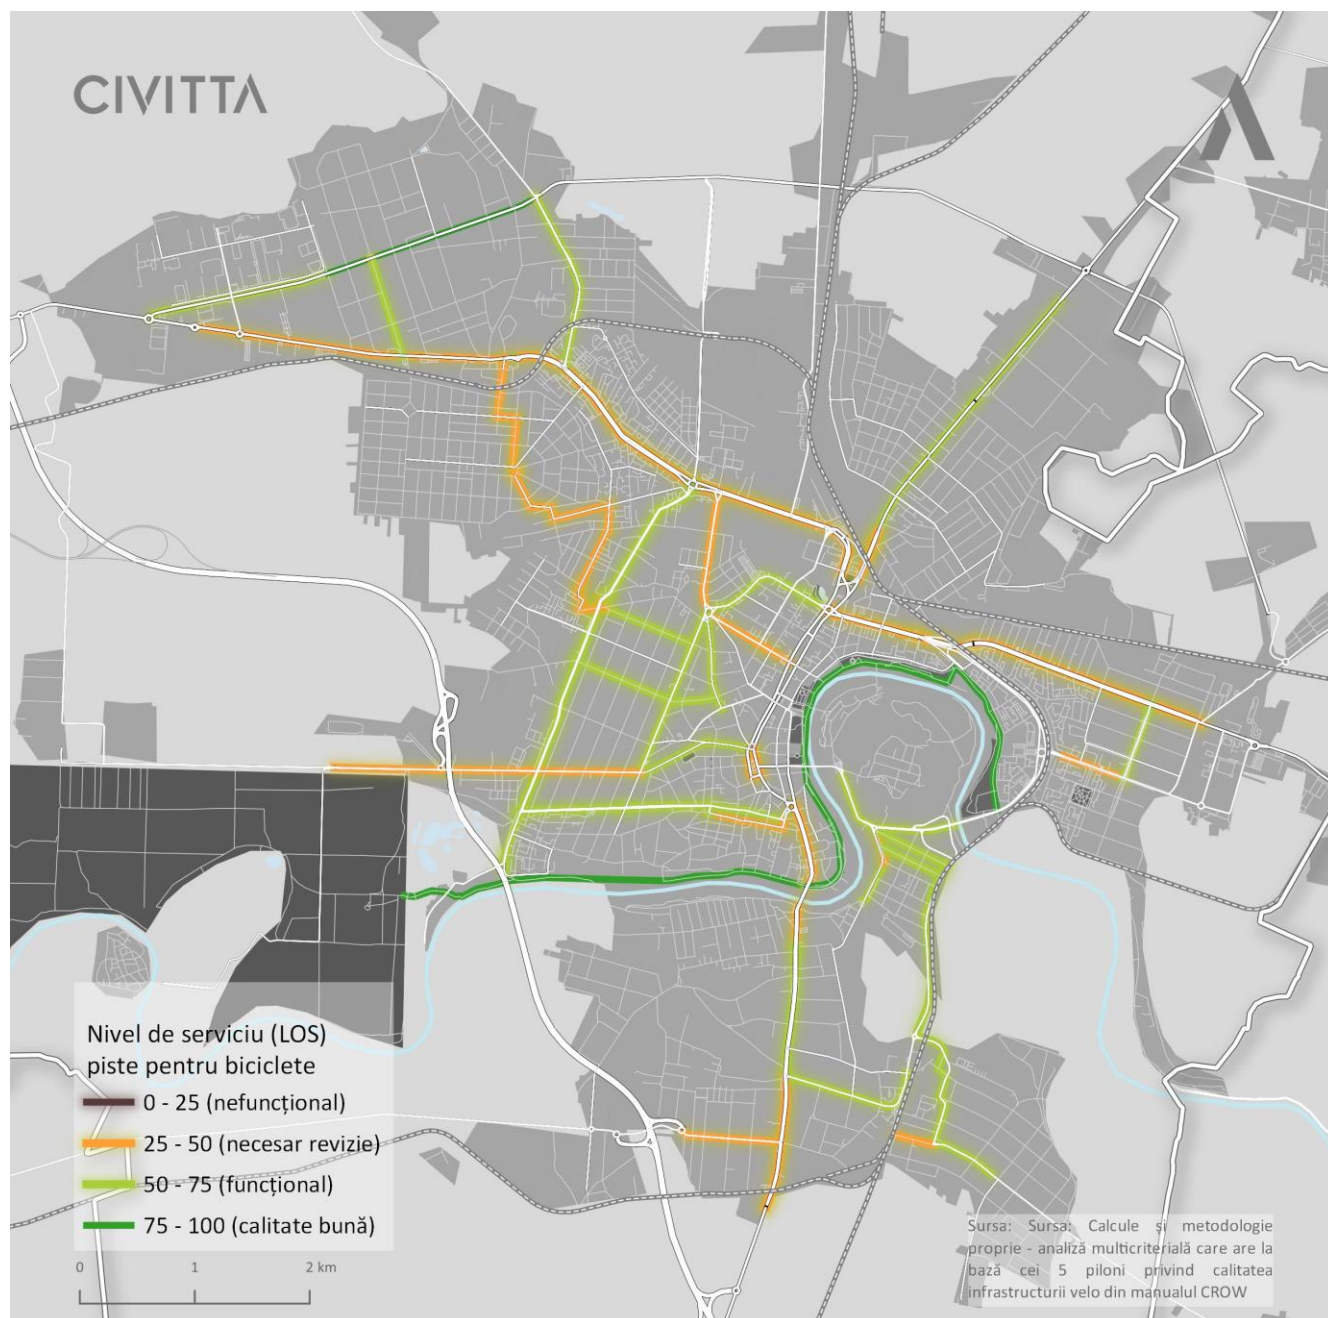 CIVITTA
Nivel de serviciu (LOS)
piste pentru biciclete
0 - 25 (nefuncțional)
25 - 50 (necesar revizie)
50 - 75 (funcțional)
75 - 100 (calitate bună)
0 1 2 km
Sursa: Sursa: Calcule și metodologie
proprie - analiză multicriterială care are la
bază cei 5 piloni privind calitatea
infrastructurii velo din manualul CROW